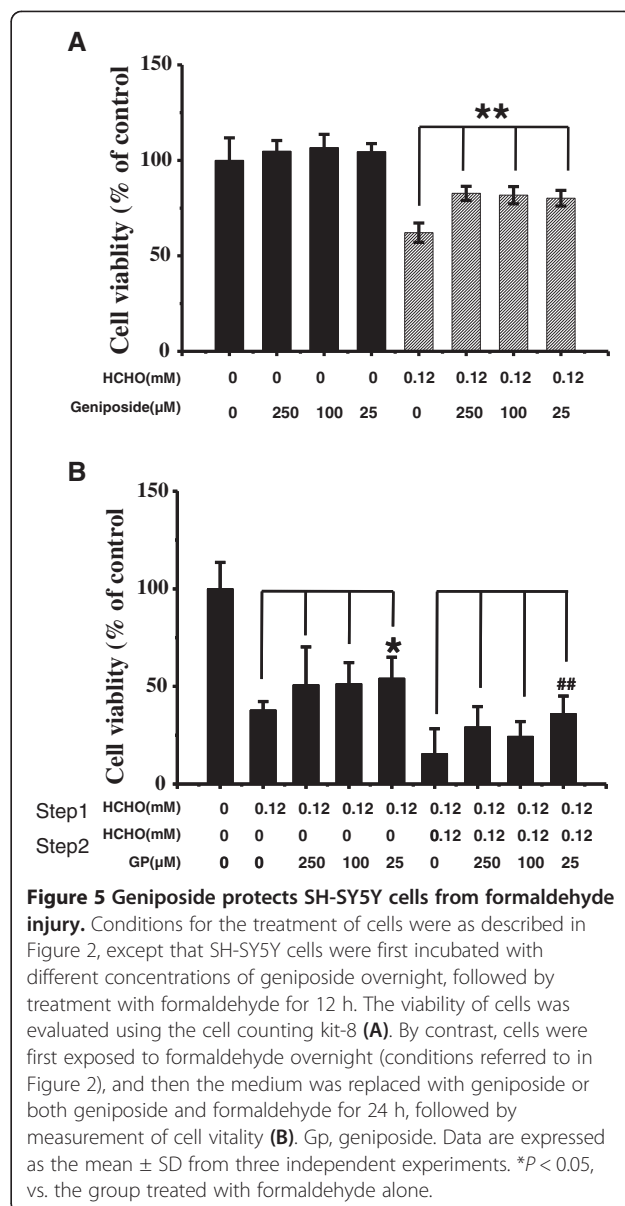 A
150
100
50
0
Cell viablity (% of control)
**
HCHO(mM) 0 0 0 0 0.12 0.12 0.12 0.12
Geniposide(µM) 0 250 100 25 0 250 100 25
B
150
100
50
0
Cell viablity (% of control
*
##
Step1 HCHO(mM) 0 0.12 0.12 0.12 0.12 0.12 0.12 0.12 0.12
Step2 HCHO(mM) 0 0 0 0 0 0.12 0.12 0.12 0.12
GP(µM) 0 0 250 100 25 0 250 100 25
Figure 5 Geniposide protects SH-SY5Y cells from formaldehyde
injury. Conditions for the treatment of cells were as described in
Figure 2, except that SH-SY5Y cells were first incubated with
different concentrations of geniposide overnight, followed by
treatment with formaldehyde for 12 h. The viability of cells was
evaluated using the cell counting kit-8 (A). By contrast, cells were
first exposed to formaldehyde overnight (conditions referred to in
Figure 2), and then the medium was replaced with geniposide or
both geniposide and formaldehyde for 24 h, followed by
measurement of cell vitality (B). Gp, geniposide. Data are expressed
as the mean ± SD from three independent experiments. *P < 0.05,
vs. the group treated with formaldehyde alone.